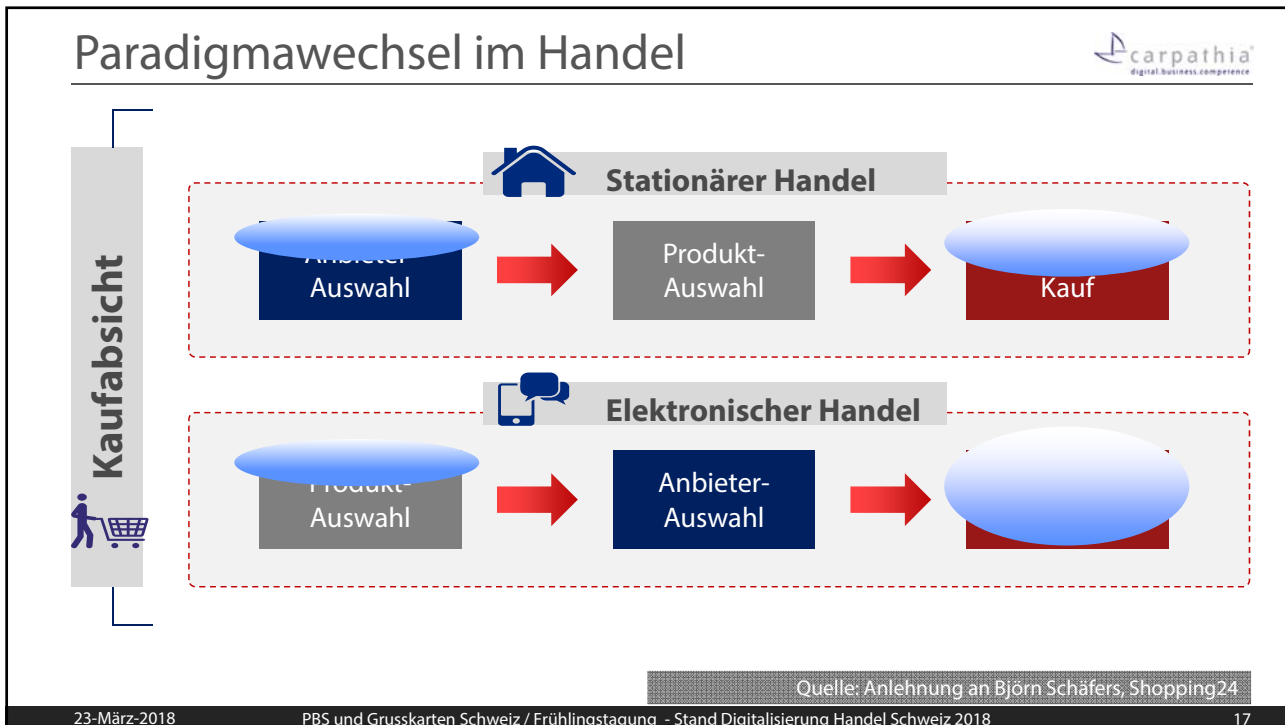 Paradigmawechsel im Handel
carpathia
digital.business.competence
Kaufabsicht
Stationärer Handel
Anbieter-
Auswahl
Produkt-
Auswahl
Kauf
Elektronischer Handel
Produkt-
Auswahl
Anbieter-
Auswahl
Quelle: Anlehnung an Björn Schäfers, Shopping24
23-März-2018
PBS und Grusskarten Schweiz / Frühlingstagung - Stand Digitalisierung Handel Schweiz 2018
17